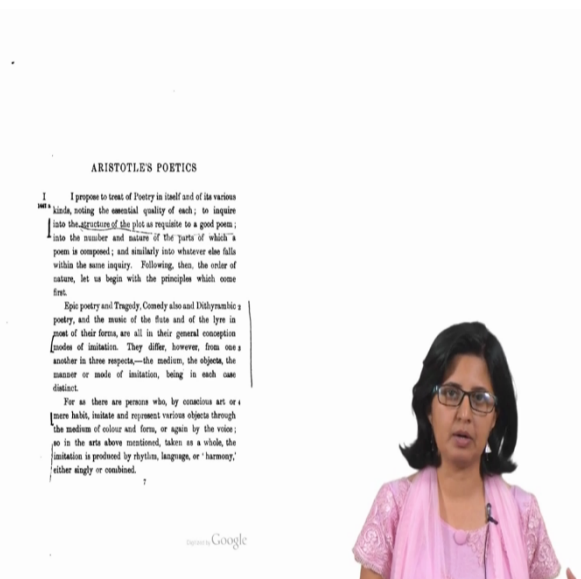 ARISTOTLE'S POETICS
I I propose to treat of Poetry in itself and of its various
1447 a kinds, noting the essential quality of each; to inquire
into the structure of the plot as requisite to a good poem;
into the number and nature of the parts of which a
poem is composed; and similarly into whatever else falls
within the same inquiry. Following, then, the order of
nature, let us begin with the principles which come
first.
Epic poetry and Tragedy, Comedy also and Dithyrambic 2
poetry, and the music of the flute and of the lyre in
most of their forms, are all in their general conception
modes of imitation. They differ, however, from one 3
another in three respects,—the medium, the objects, the
manner or mode of imitation, being in each case
distinct.
For as there are persons who, by conscious art or 4
mere habit, imitate and represent various objects through
the medium of colour and form, or again by the voice;
so in the arts above mentioned, taken as a whole, the
imitation is produced by rhythm, language, or 'harmony,'
either singly or combined.
7
Digitized by Google